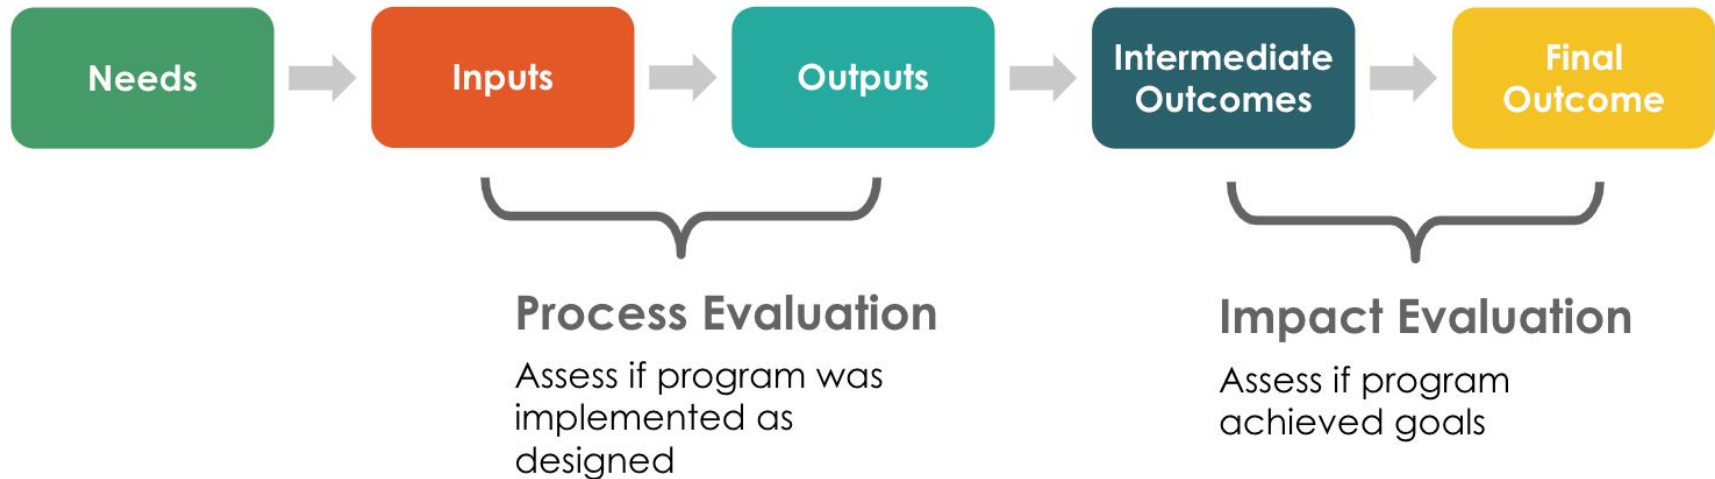 Needs
Inputs
Outputs
Intermediate
Outcomes
Final
Outcome
Process Evaluation
Assess if program was
implemented as
designed
Impact Evaluation
Assess if program
achieved goals